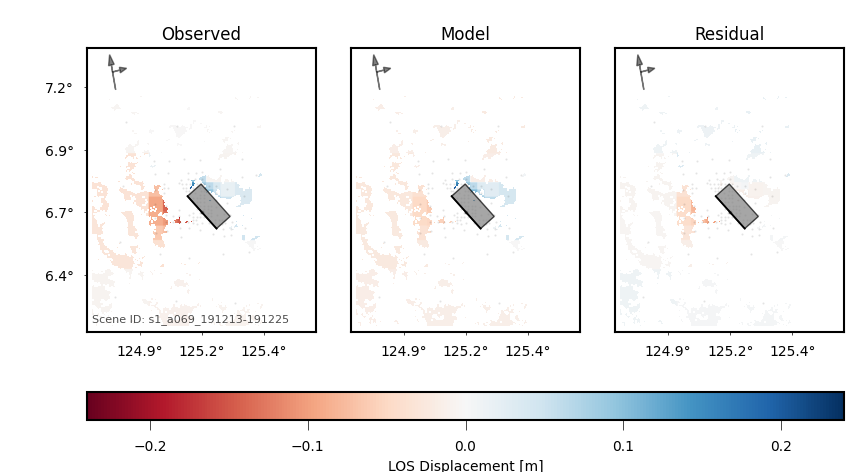 Observed
Model
Residual
7.2°
6.9°
6.7°
6.4°
Scene ID: s1_a069_191213-191225
124.9° 125.2° 125.4°
124.9° 125.2° 125.4°
124.9° 125.2° 125.4°
−0.2 −0.1 0.0 0.1 0.2
LOS Displacement [m]